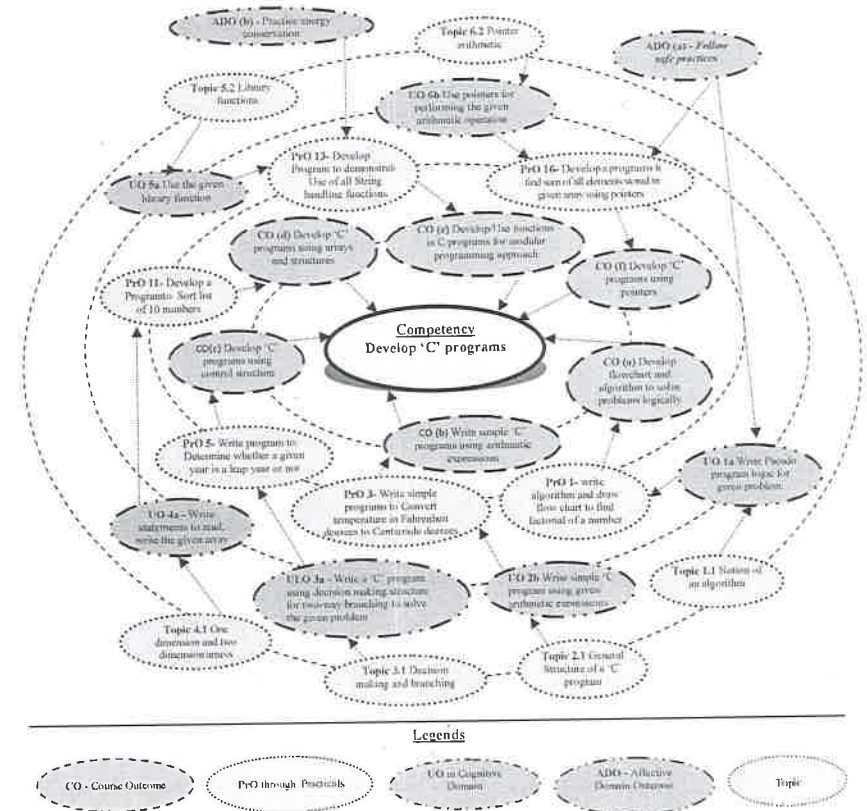 ADO (b) - Practice energy
conservation
Topic 6.2 Pointer
arithmetic
ADO (a) - Follow
safe practices
Topic 5.2 Library
functions
UO 6b Use pointers for
performing the given
arithmetic operation
PrO 13- Develop
Program to demonstrate
Use of all String
handling functions
PrO 16- Develop a programs to
find sum of all elements stored in
given array using pointers
UO 5a Use the given
library function
CO (d) Develop 'C'
programs using arrays
and structures
CO (e) Develop/Use functions
in C programs for modular
programming approach
PrO 11- Develop a
Programto Sort list
of 10 numbers
CO (f) Develop 'C'
programs using
pointers
Competency
Develop 'C' programs
CO(c) Develop 'C'
programs using
control structure
CO (a) Develop
flowchart and
algorithm to solve
problems logically
CO (b) Write simple 'C'
programs using arithmetic
expressions
PrO 5- Write program to
Determine whether a given
year is a leap year or not
UO 1a Write Pseudo
program logic for
given problem
PrO 3- Write simple
programs to Convert
temperature in Fahrenheit
degrees to Centigrade degrees
PrO 1- write
algorithm and draw
flow chart to find
factorial of a number
UO 4a - Write
statements to read,
write the given array
ULO 3a - Write a 'C' program
using decision making structure
for two-way branching to solve
the given problem
UO 2b Write simple 'C'
program using given
arithmetic expressions
Topic 1.1 Notion of
an algorithm
Topic 4.1 One
dimension and two
dimension arrays
Topic 3.1 Decision
making and branching
Topic 2.1 General
Structure of a 'C'
program
Legends
CO - Course Outcome
PrO through Practicals
UO in Cognitive
Domain
ADO - Affective
Domain Outcome
Topic